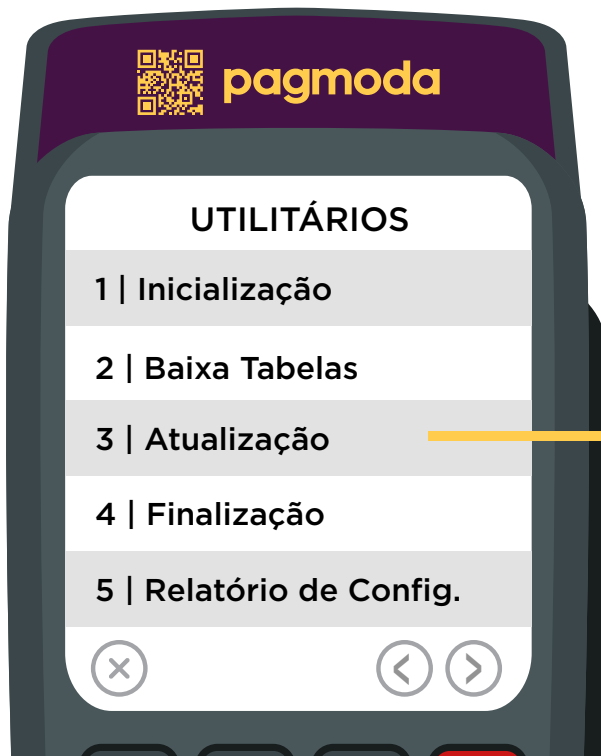 pagmoda
UTILITÁRIOS
1 | Inicialização
2 | Baixa Tabelas
3 | Atualização
4 | Finalização
5 | Relatório de Config.